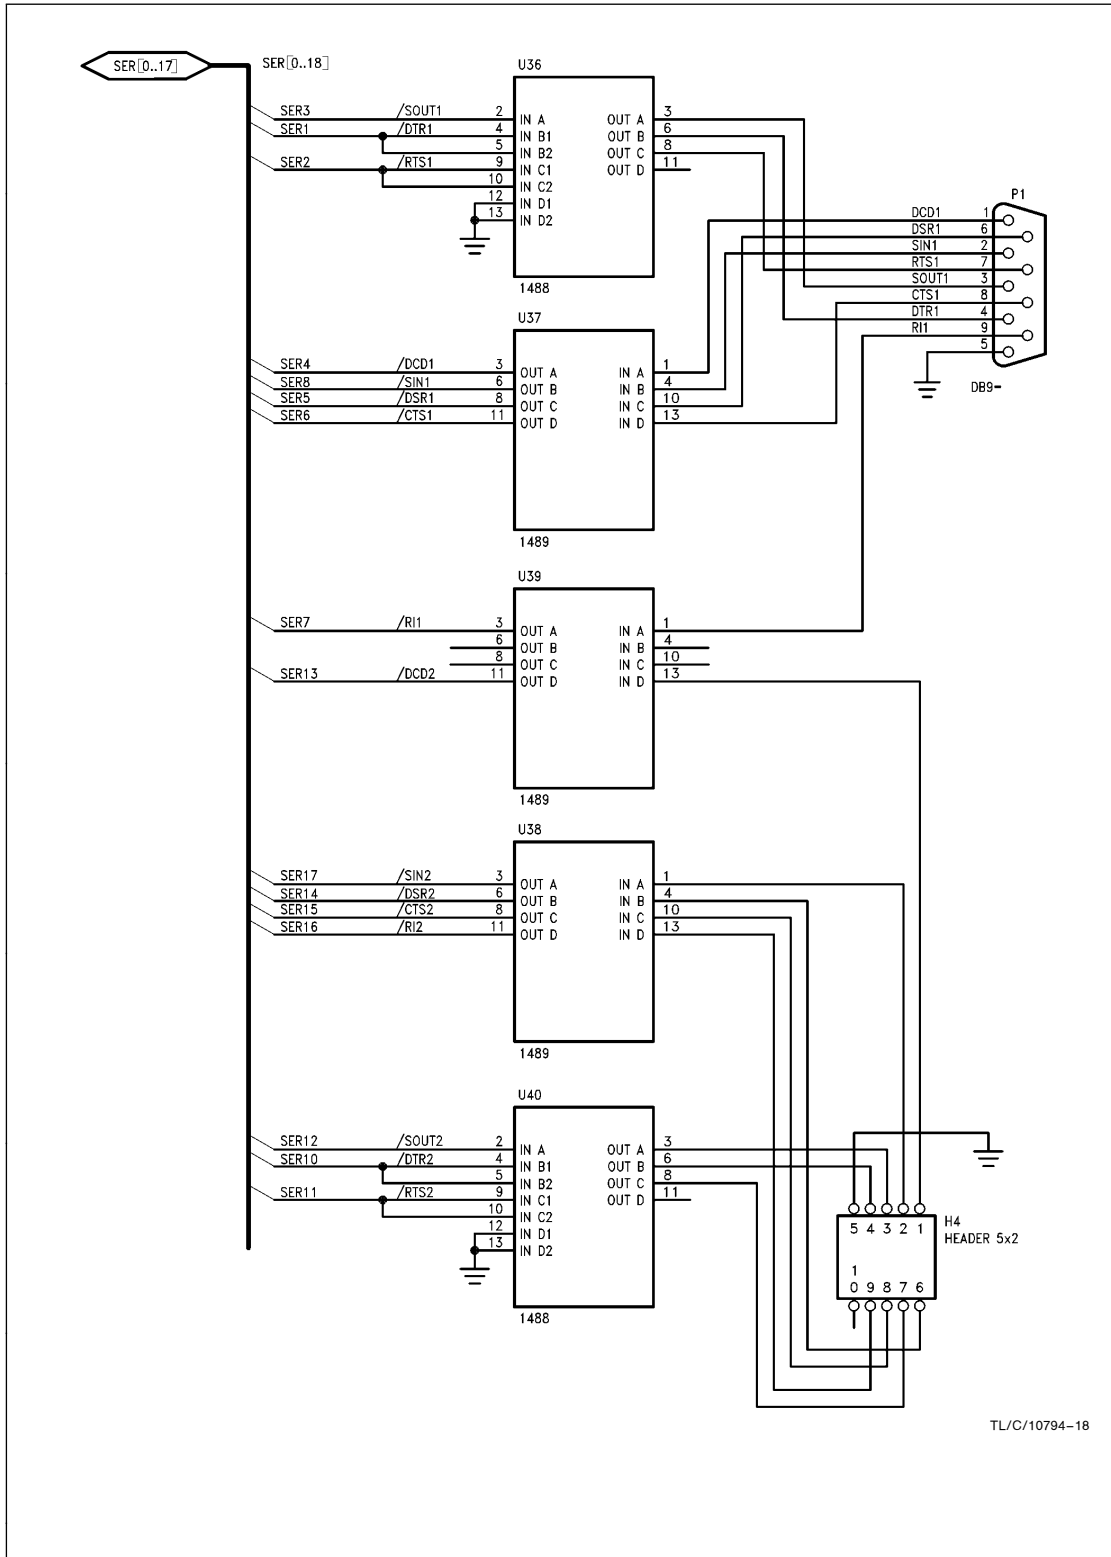 SER[0..17]
SER[0..18]
U36
SER3 /SOUT1 2 IN A OUT A 3
SER1 /DTR1 4 IN B1 OUT B 6
5 IN B2 OUT C 8
SER2 /RTS1 9 IN C1 OUT D 11
10 IN C2
12 IN D1
13 IN D2
1488
P1
DCD1 1
DSR1 6
SIN1 2
RTS1 7
SOUT1 3
CTS1 8
DTR1 4
RI1 9
5
DB9-
U37
SER4 /DCD1 3 OUT A IN A 1
SER8 /SIN1 6 OUT B IN B 4
SER5 /DSR1 8 OUT C IN C 10
SER6 /CTS1 11 OUT D IN D 13
1489
U39
SER7 /RI1 3 OUT A IN A 1
6 OUT B IN B 4
8 OUT C IN C 10
SER13 /DCD2 11 OUT D IN D 13
1489
U38
SER17 /SIN2 3 OUT A IN A 1
SER14 /DSR2 6 OUT B IN B 4
SER15 /CTS2 8 OUT C IN C 10
SER16 /RI2 11 OUT D IN D 13
1489
U40
SER12 /SOUT2 2 IN A OUT A 3
SER10 /DTR2 4 IN B1 OUT B 6
5 IN B2 OUT C 8
SER11 /RTS2 9 IN C1 OUT D 11
10 IN C2
12 IN D1
13 IN D2
1488
5 4 3 2 1
H4
HEADER 5x2
1
0 9 8 7 6
TL/C/10794-18